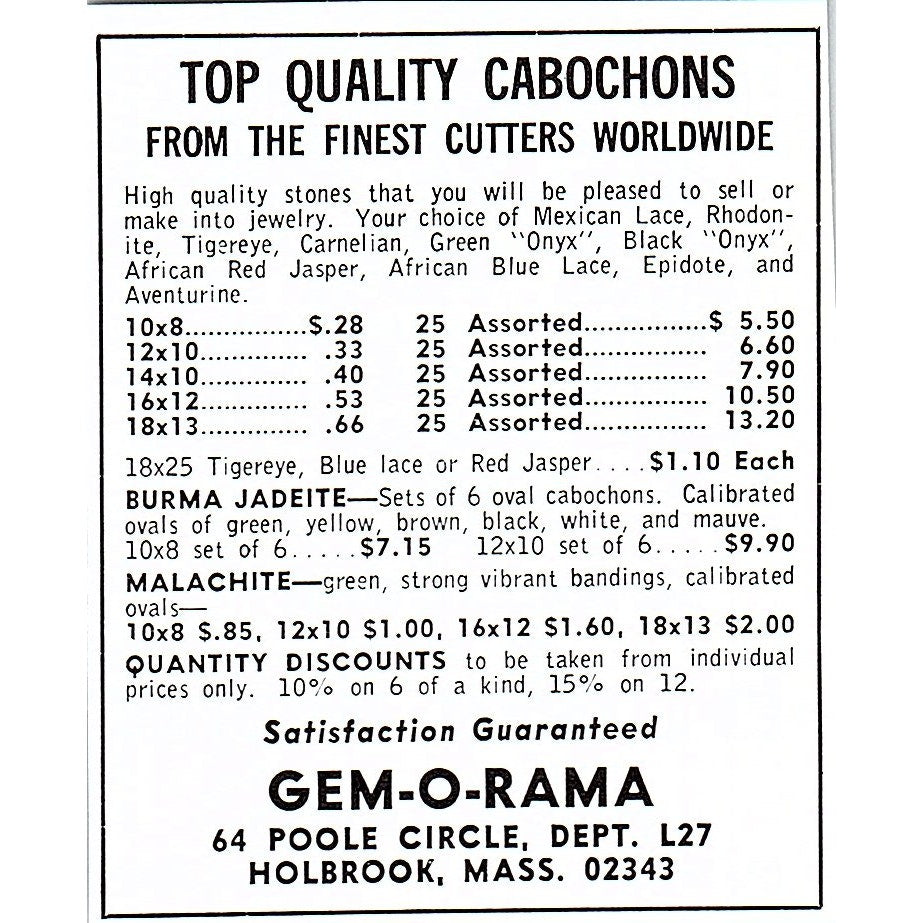 TOP QUALITY CABOCHONS
FROM THE FINEST CUTTERS WORLDWIDE
High quality stones that you will be pleased to sell or
make into jewelry. Your choice of Mexican Lace, Rhodon-
ite, Tigereye, Carnelian, Green "Onyx", Black "Onyx",
African Red Jasper, African Blue Lace, Epidote, and
Aventurine.
10x8...............$.28 25 Assorted................$ 5.50
12x10.............. .33 25 Assorted................ 6.60
14x10.............. .40 25 Assorted................ 7.90
16x12.............. .53 25 Assorted................ 10.50
18x13.............. .66 25 Assorted................ 13.20
18x25 Tigereye, Blue lace or Red Jasper....$1.10 Each
BURMA JADEITE—Sets of 6 oval cabochons. Calibrated
ovals of green, yellow, brown, black, white, and mauve.
10x8 set of 6.....$7.15 12x10 set of 6.....$9.90
MALACHITE—green, strong vibrant bandings, calibrated
ovals—
10x8 $.85, 12x10 $1.00, 16x12 $1.60, 18x13 $2.00
QUANTITY DISCOUNTS to be taken from individual
prices only. 10% on 6 of a kind, 15% on 12.
Satisfaction Guaranteed
GEM-O-RAMA
64 POOLE CIRCLE, DEPT. L27
HOLBROOK, MASS. 02343